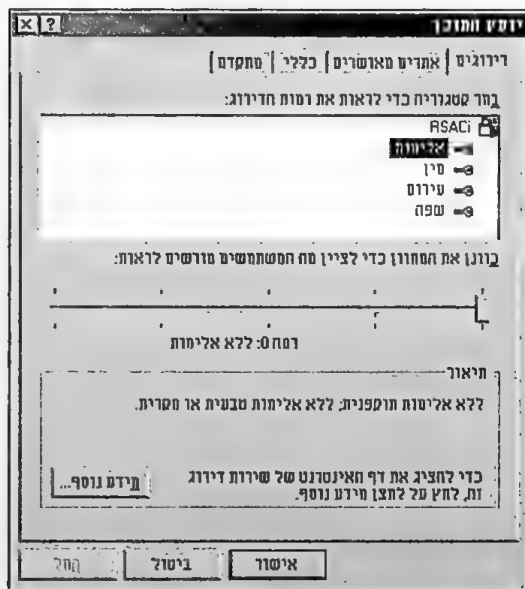 יועץ התוכן
דירוגים אתרים מאושרים כללי מתקדם
בחר קטגוריה כדי לראות את רמות הדירוג:
RSACi
אלימות
מין
עירום
שפה
כוונן את המחוון כדי לציין מה המשתמשים מורשים לראות:
רמה 0: ללא אלימות
תיאור
ללא אלימות תוקפנית; ללא אלימות טבעית או מקרית.
כדי להציג את דף האינטרנט של שירות דירוג
זה, לחץ על לחצן מידע נוסף.
מידע נוסף...
אישור ביטול החל